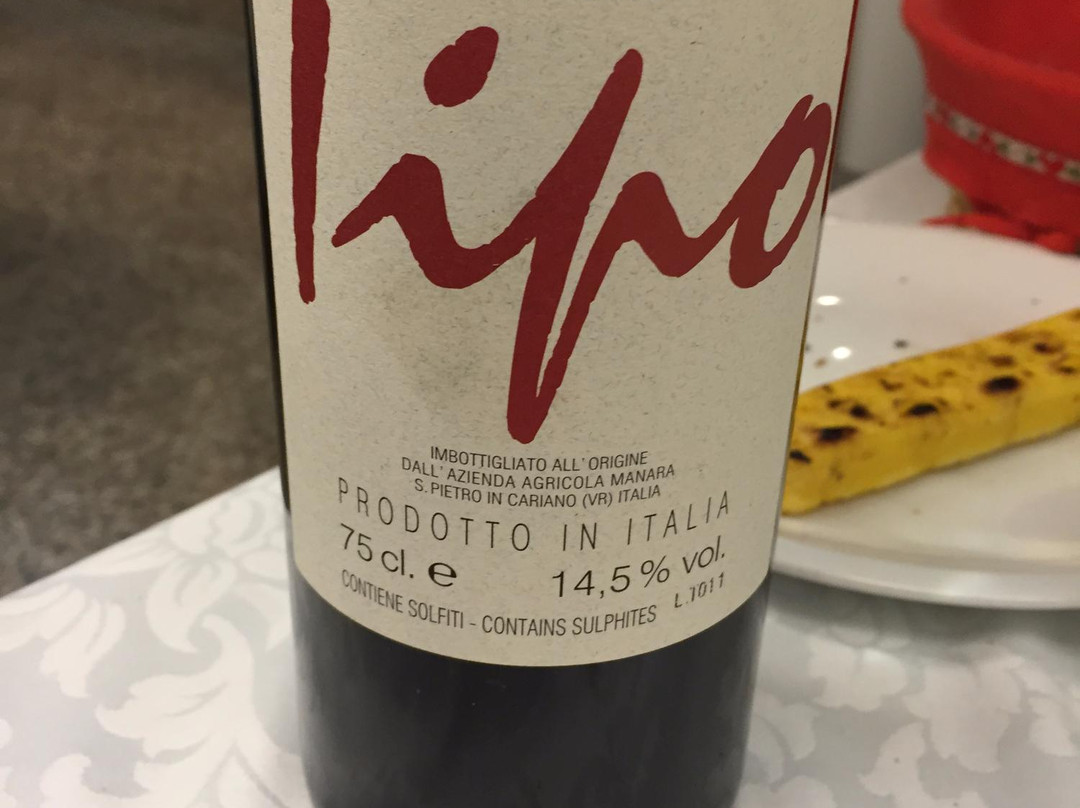 lipo
IMBOTTIGLIATO ALL' ORIGINE
DALL' AZIENDA AGRICOLA MANARA
S. PIETRO IN CARIANO (VR) ITALIA
PRODOTTO IN ITALIA
75 cl. e 14,5% vol.
CONTIENE SOLFITI - CONTAINS SULPHITES L.1011